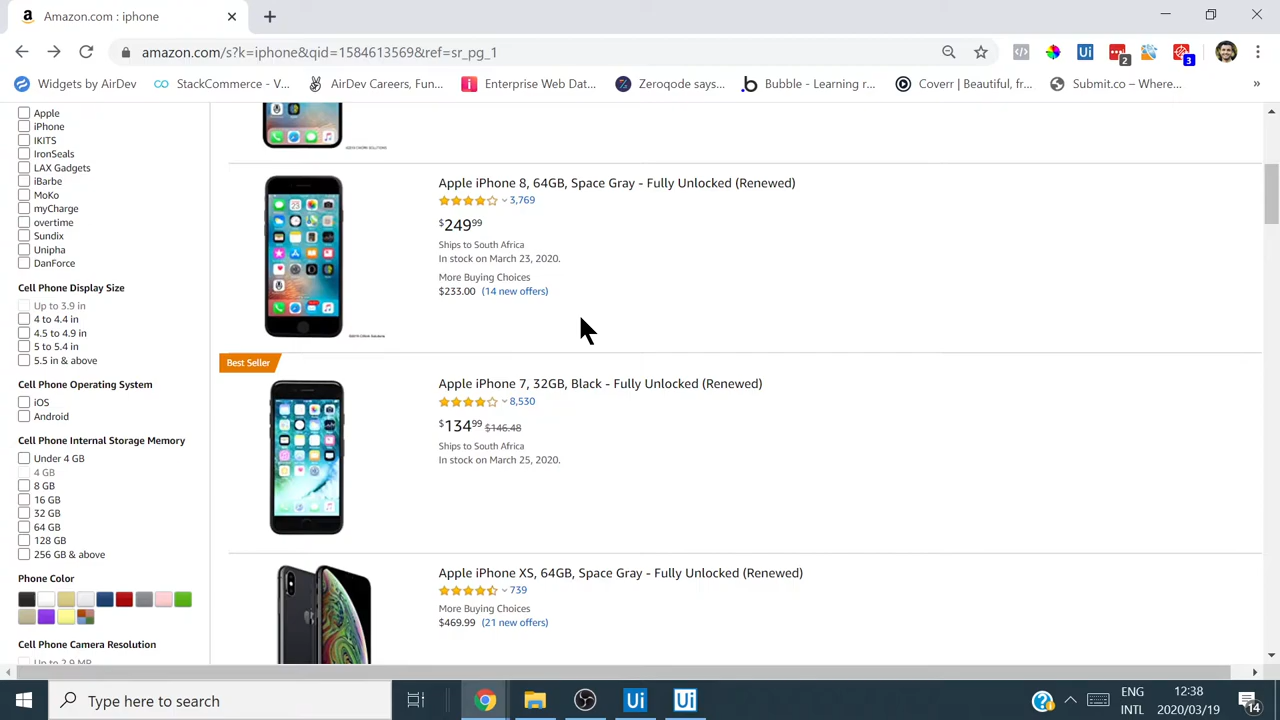 Amazon.com : iphone
amazon.com/s?k=iphone&qid=1584613569&ref=sr_pg_1
2
3
Widgets by AirDev
StackCommerce - V...
AirDev Careers, Fun...
Enterprise Web Dat...
Zeroqode says...
Bubble - Learning r...
Coverr | Beautiful, fr...
Submit.co – Where...
»
Apple
iPhone
IKITS
IronSeals
LAX Gadgets
iBarbe
MoKo
myCharge
overtime
Sundix
Unipha
DanForce
Cell Phone Display Size
Up to 3.9 in
4 to 4.4 in
4.5 to 4.9 in
5 to 5.4 in
5.5 in & above
Cell Phone Operating System
iOS
Android
Cell Phone Internal Storage Memory
Under 4 GB
4 GB
8 GB
16 GB
32 GB
64 GB
128 GB
256 GB & above
Phone Color
Cell Phone Camera Resolution
Up to 2.9 MP
Apple iPhone 8, 64GB, Space Gray - Fully Unlocked (Renewed)
3,769
$249.99
Ships to South Africa
In stock on March 23, 2020.
More Buying Choices
$233.00 (14 new offers)
Best Seller
Apple iPhone 7, 32GB, Black - Fully Unlocked (Renewed)
8,530
$134.99 $146.48
Ships to South Africa
In stock on March 25, 2020.
Apple iPhone XS, 64GB, Space Gray - Fully Unlocked (Renewed)
739
More Buying Choices
$469.99 (21 new offers)
Type here to search
Ui
Ui
ENG
INTL
12:38
2020/03/19
14